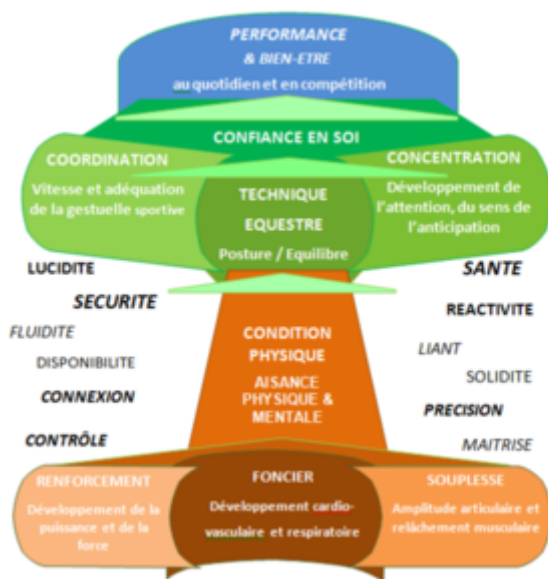 PERFORMANCE
& BIEN-ETRE
au quotidien et en compétition
CONFIANCE EN SOI
COORDINATION
Vitesse et adéquation
de la gestuelle sportive
TECHNIQUE
EQUESTRE
Posture / Equilibre
CONCENTRATION
Développement de
l'attention, du sens de
l'anticipation
LUCIDITE
SECURITE
FLUIDITE
DISPONIBILITE
CONNEXION
CONTRÔLE
CONDITION
PHYSIQUE
AISANCE
PHYSIQUE &
MENTALE
SANTE
REACTIVITE
LIANT
SOLIDITE
PRECISION
MAITRISE
RENFORCEMENT
Développement de la
puissance et de la
force
FONCIER
Développement cardio-
vasculaire et respiratoire
SOUPLESSE
Amplitude articulaire et
relâchement musculaire